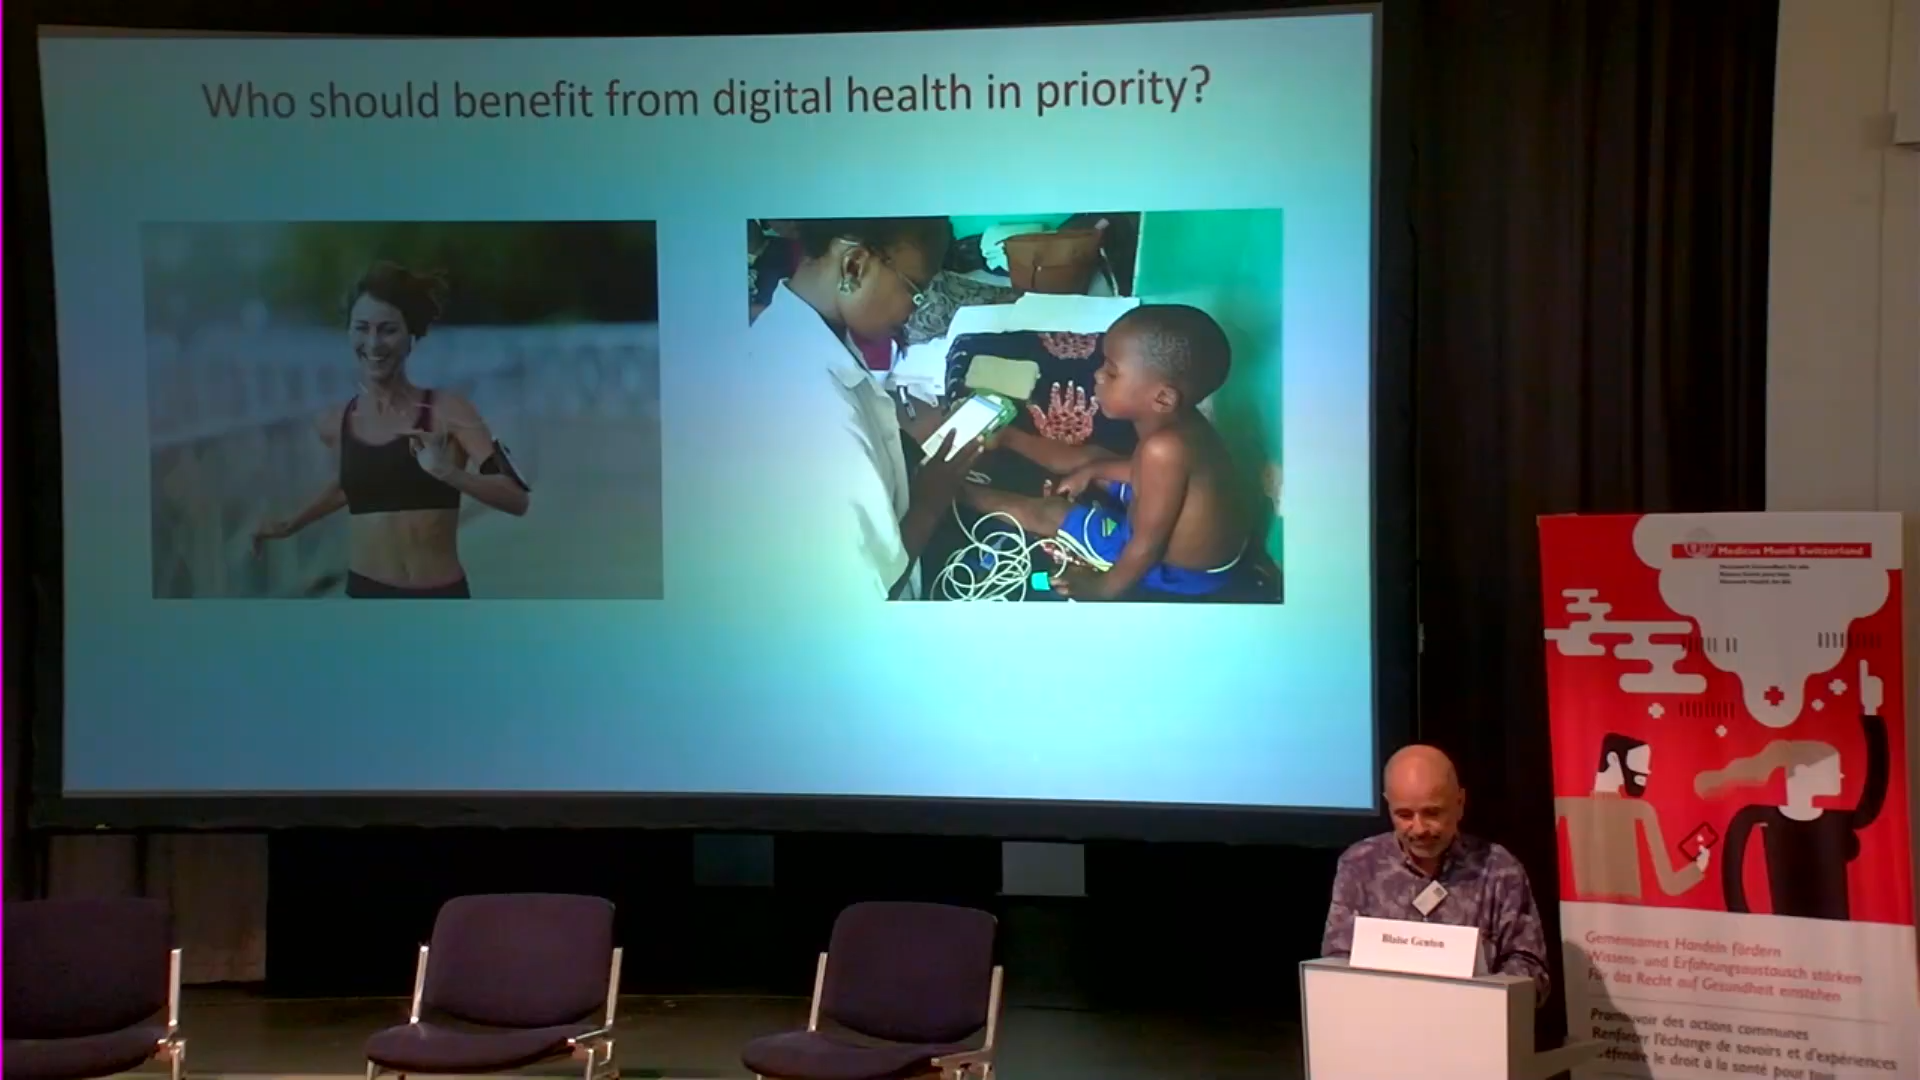 Who should benefit from digital health in priority?
Medicus Mundi Switzerland
Blaise Genton
Gemeinsames Handeln fördern
Wissens- und Erfahrungsaustausch stärken
Für das Recht auf Gesundheit einstehen
Promouvoir des actions communes
Renforcer l'échange de savoirs et d'expériences
Défendre le droit à la santé pour tous